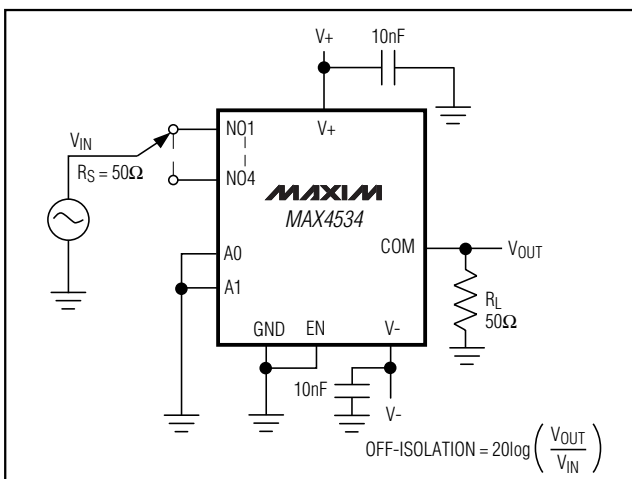 V+
10nF
V+
NO1
VIN
RS = 50Ω
NO4
MAXIM
MAX4534
COM
VOUT
A0
A1
RL
50Ω
GND
EN
V-
10nF
V-
OFF-ISOLATION = 20log(VOUT/VIN)